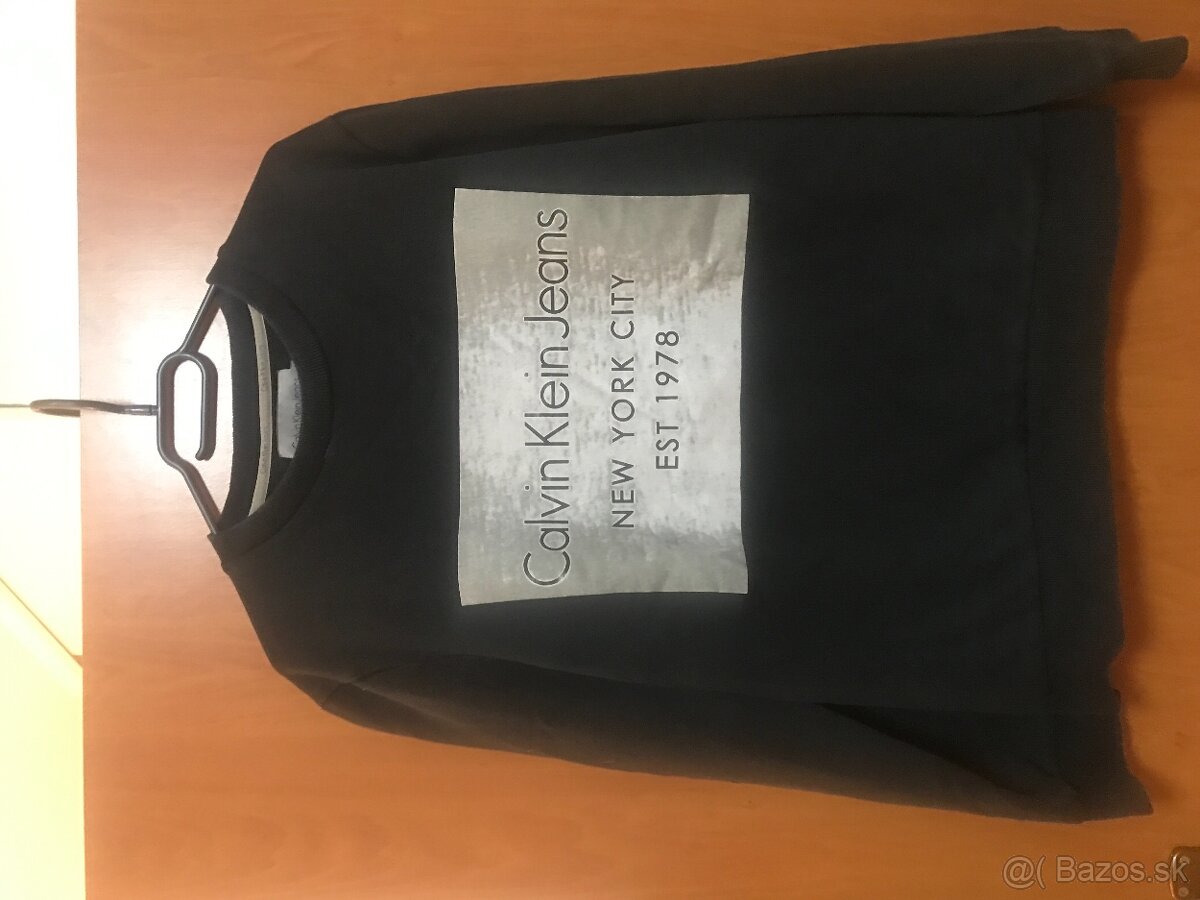 Calvin Klein Jeans
NEW YORK CITY
EST 1978
@( Bazos.sk